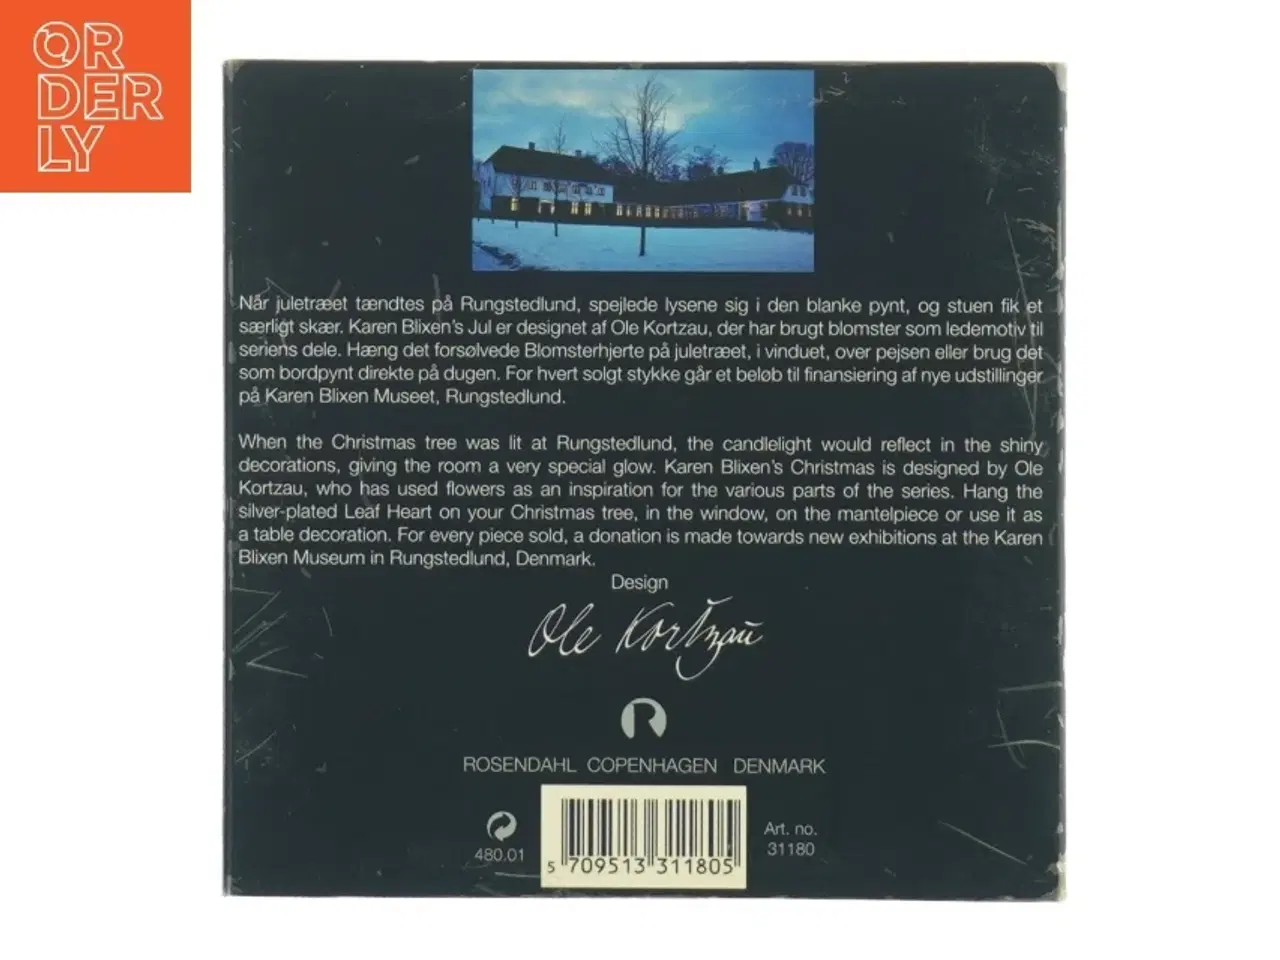 OR
DER
LY
Når juletræet tændtes på Rungstedlund, spejlede lysene sig i den blanke pynt, og stuen fik et
særligt skær. Karen Blixen's Jul er designet af Ole Kortzau, der har brugt blomster som ledemotiv til
seriens dele. Hæng det forsølvede Blomsterhjerte på juletræet, i vinduet, over pejsen eller brug det
som bordpynt direkte på dugen. For hvert solgt stykke går et beløb til finansiering af nye udstillinger
på Karen Blixen Museet, Rungstedlund.
When the Christmas tree was lit at Rungstedlund, the candlelight would reflect in the shiny
decorations, giving the room a very special glow. Karen Blixen's Christmas is designed by Ole
Kortzau, who has used flowers as an inspiration for the various parts of the series. Hang the
silver-plated Leaf Heart on your Christmas tree, in the window, on the mantelpiece or use it as
a table decoration. For every piece sold, a donation is made towards new exhibitions at the Karen
Blixen Museum in Rungstedlund, Denmark.
Design
Ole Kortzau
R
ROSENDAHL COPENHAGEN DENMARK
480.01
5 709513 311805
Art. no.
31180